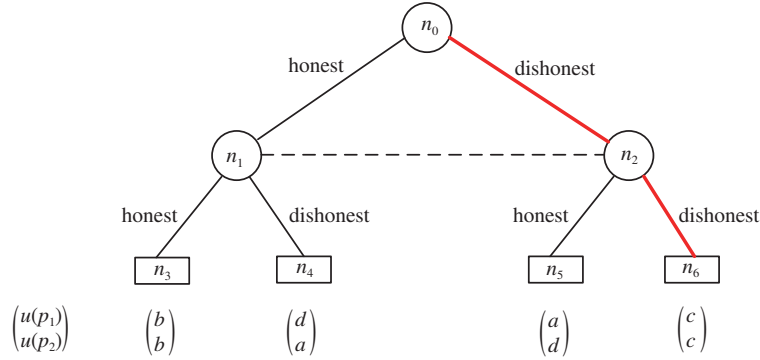 n0
honest
dishonest
n1
n2
honest
dishonest
honest
dishonest
n3
n4
n5
n6
u(p1)
u(p2)
b
b
d
a
a
d
c
c